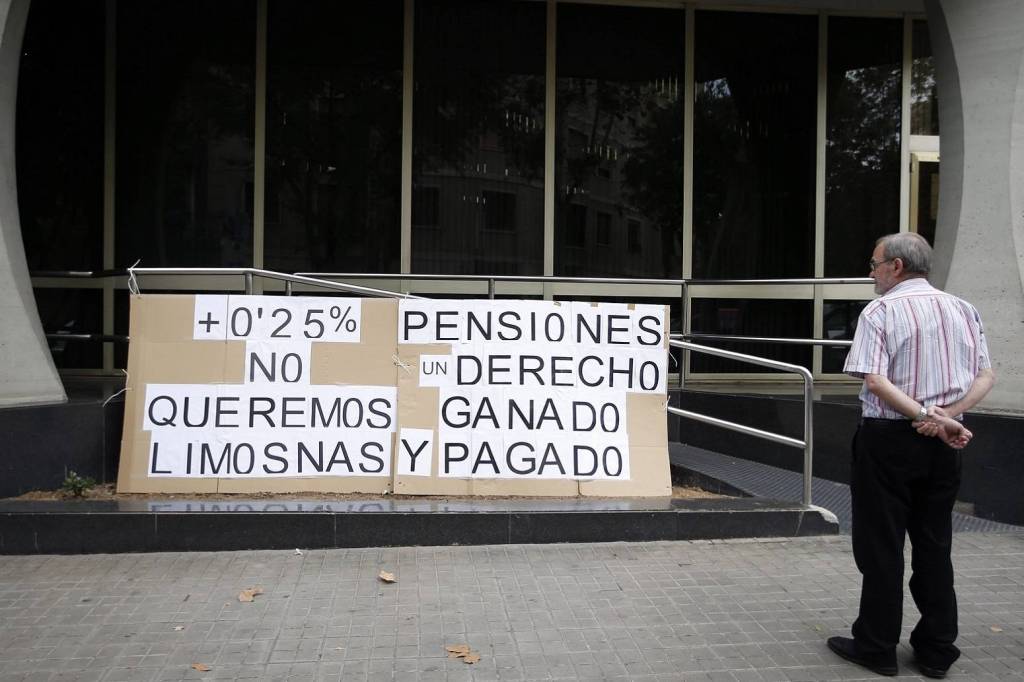 +0'25%
NO
QUEREMOS
LIMOSNAS
PENSIONES
UN DERECHO
GANADO
Y PAGADO